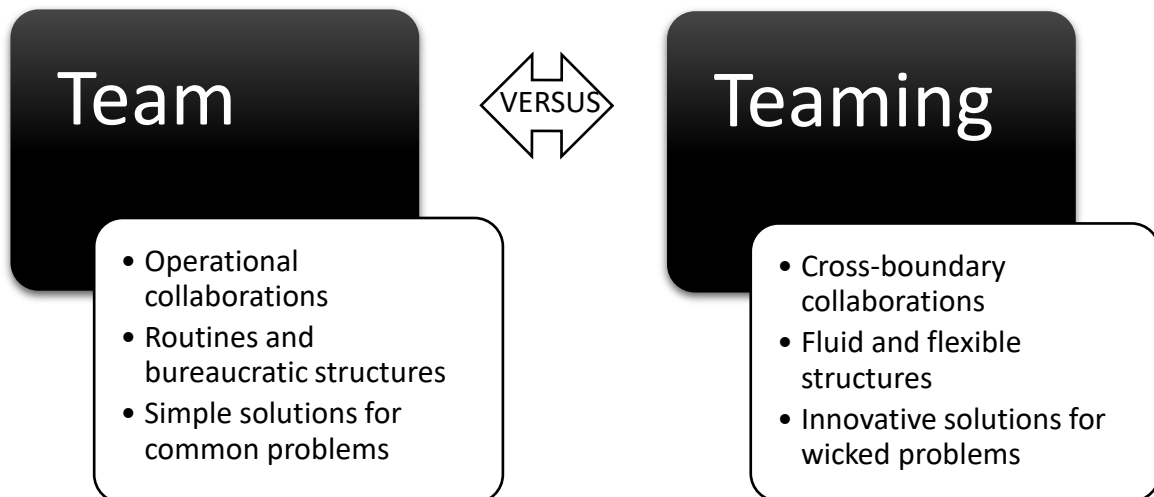 Team
VERSUS
Teaming
• Operational
collaborations
• Routines and
bureaucratic structures
• Simple solutions for
common problems
• Cross-boundary
collaborations
• Fluid and flexible
structures
• Innovative solutions for
wicked problems